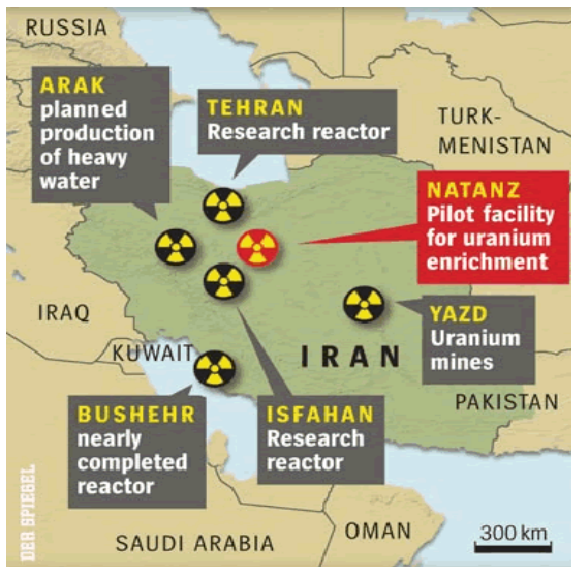 RUSSIA
ARAK
planned
production
of heavy
water
TEHRAN
Research reactor
TURK-
MENISTAN
NATANZ
Pilot facility
for uranium
enrichment
IRAQ
KUWAIT
IRAN
YAZD
Uranium
mines
PAKISTAN
BUSHEHR
nearly
completed
reactor
ISFAHAN
Research
reactor
SAUDI ARABIA
OMAN
300 km
DER SPIEGEL